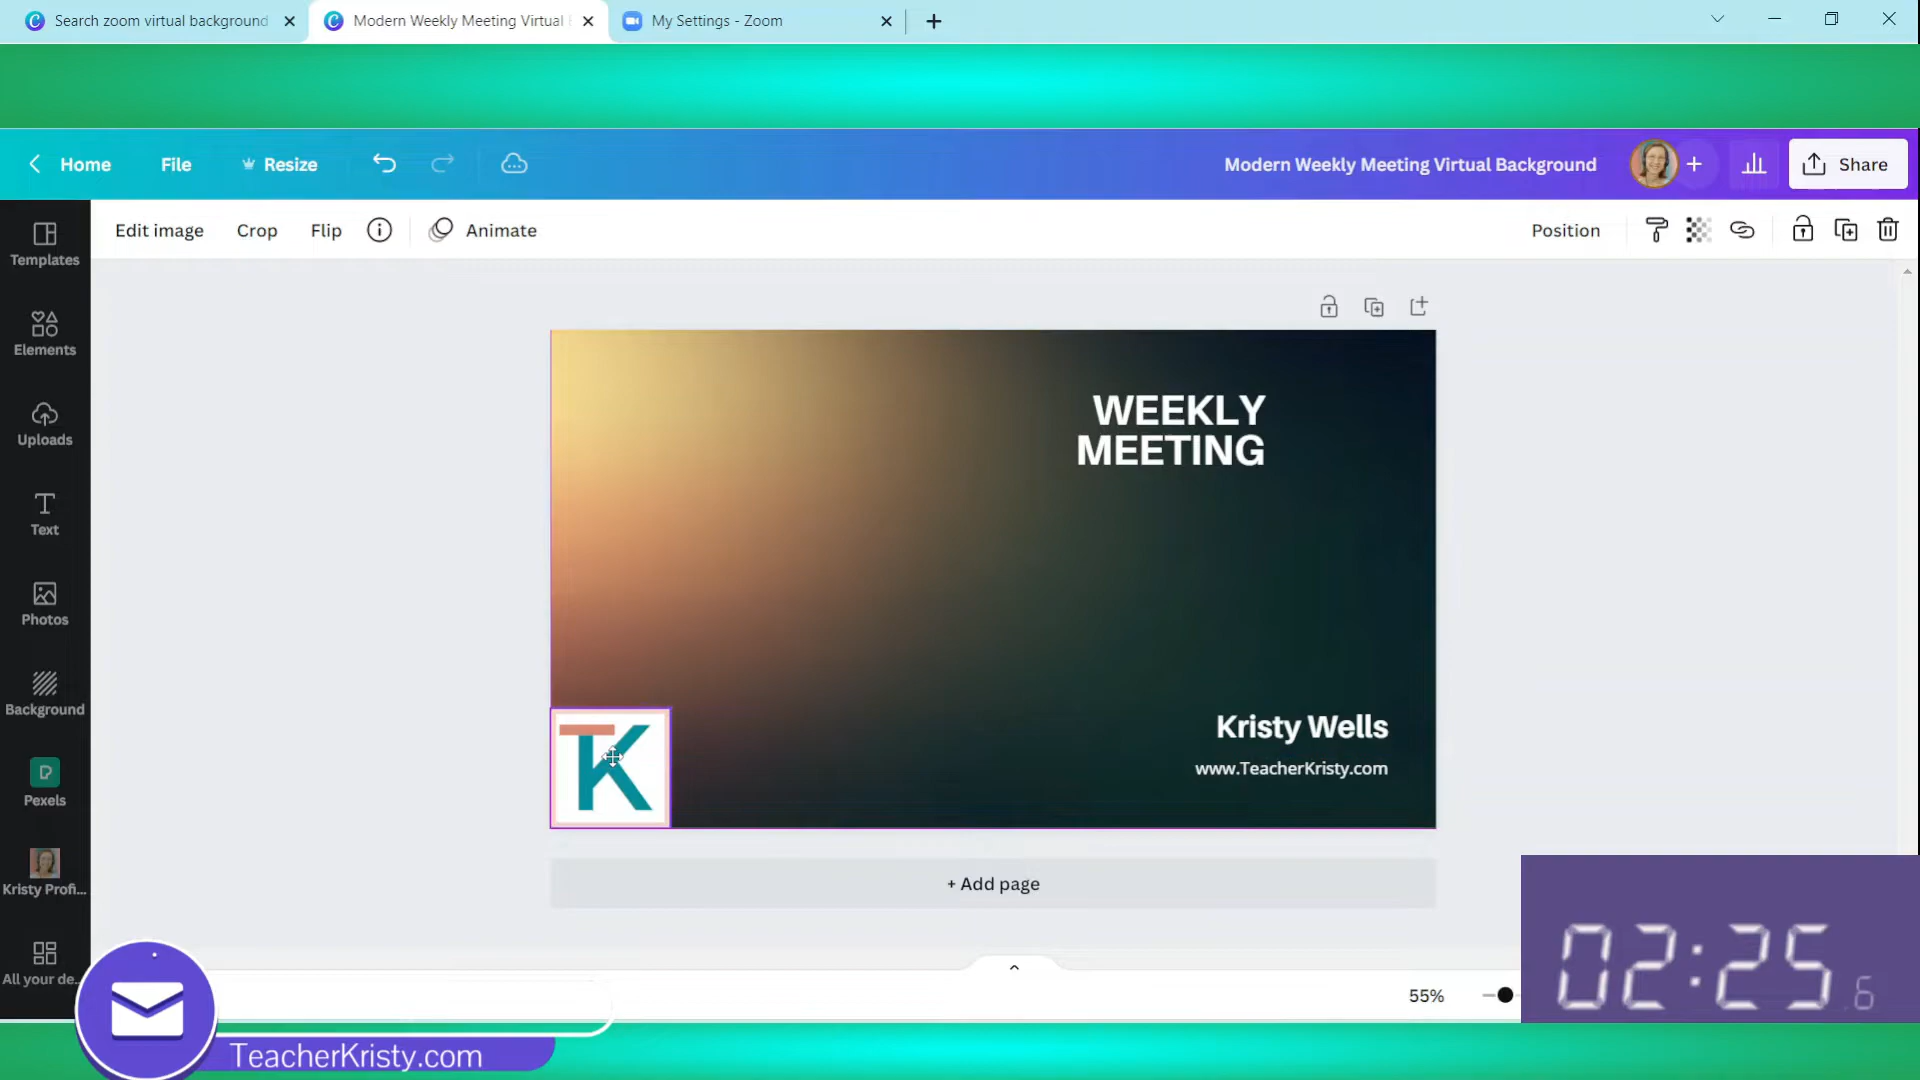 Search zoom virtual background
Modern Weekly Meeting Virtual
My Settings - Zoom
Home
File
Resize
Modern Weekly Meeting Virtual Background
Share
Templates
Edit image
Crop
Flip
Animate
Position
Elements
Uploads
Text
Photos
Background
Pexels
Kristy Profi...
All your de...
WEEKLY
MEETING
TK
Kristy Wells
www.TeacherKristy.com
+ Add page
55%
02:25.6
TeacherKristy.com